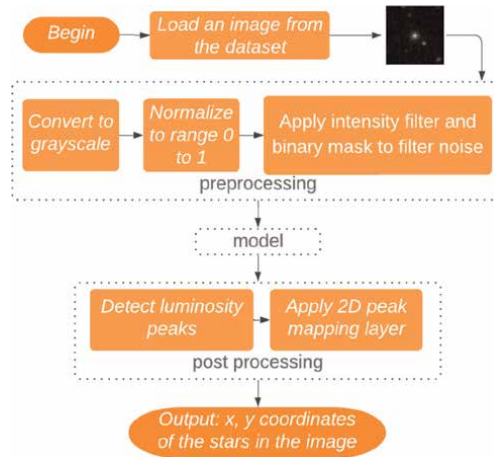 Begin
Load an image from
the dataset
Convert to
grayscale
Normalize
to range 0
to 1
Apply intensity filter and
binary mask to filter noise
preprocessing
model
Detect luminosity
peaks
Apply 2D peak
mapping layer
post processing
Output: x, y coordinates
of the stars in the image